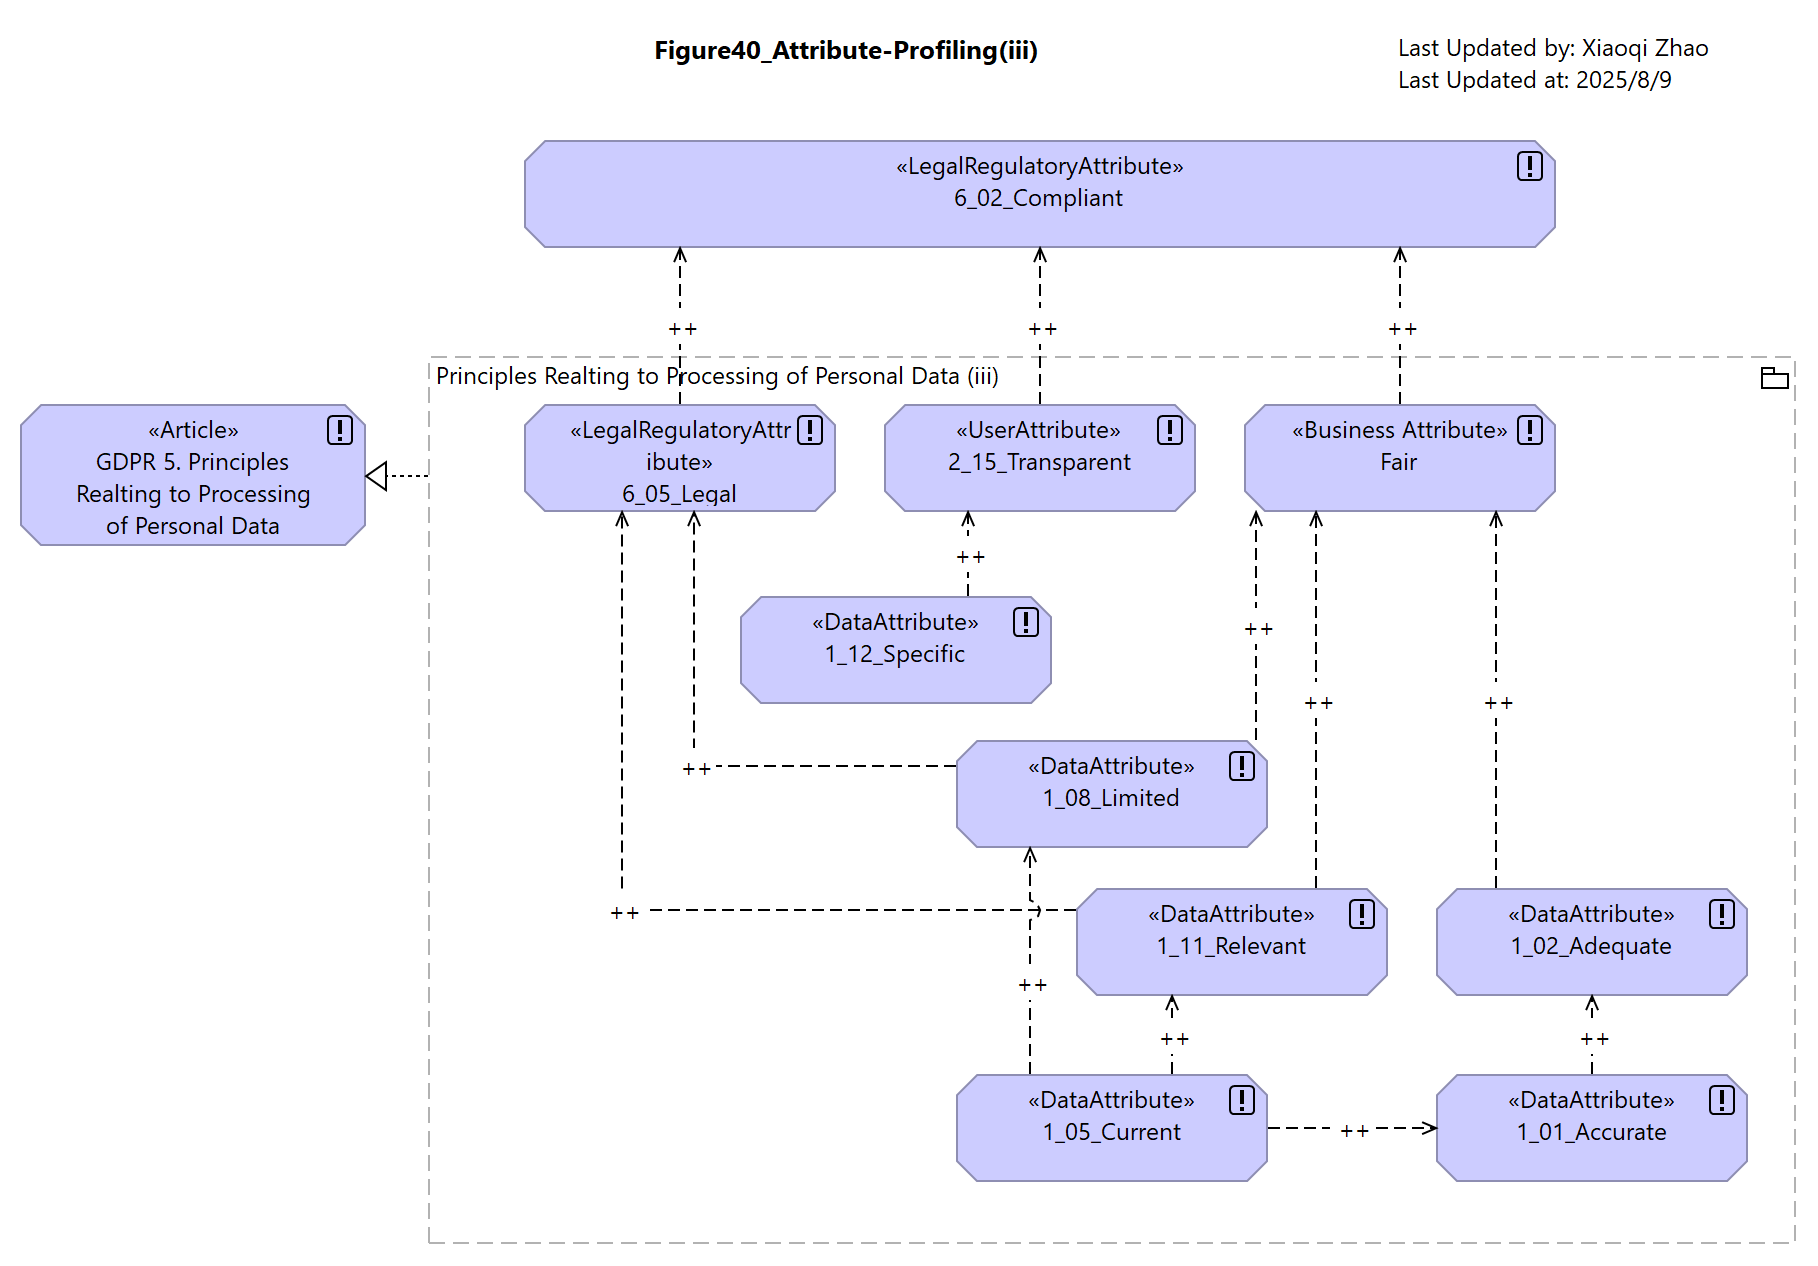 Figure40_Attribute-Profiling(iii)
Last Updated by: Xiaoqi Zhao
Last Updated at: 2025/8/9
«LegalRegulatoryAttribute»
6_02_Compliant
++
++
++
Principles Realting to Processing of Personal Data (iii)
«Article»
GDPR 5. Principles
Realting to Processing
of Personal Data
«LegalRegulatoryAttr
ibute»
6_05_Legal
«UserAttribute»
2_15_Transparent
«Business Attribute»
Fair
++
«DataAttribute»
1_12_Specific
++
++
++
++
«DataAttribute»
1_08_Limited
++
«DataAttribute»
1_11_Relevant
«DataAttribute»
1_02_Adequate
++
++
++
«DataAttribute»
1_05_Current
++
«DataAttribute»
1_01_Accurate